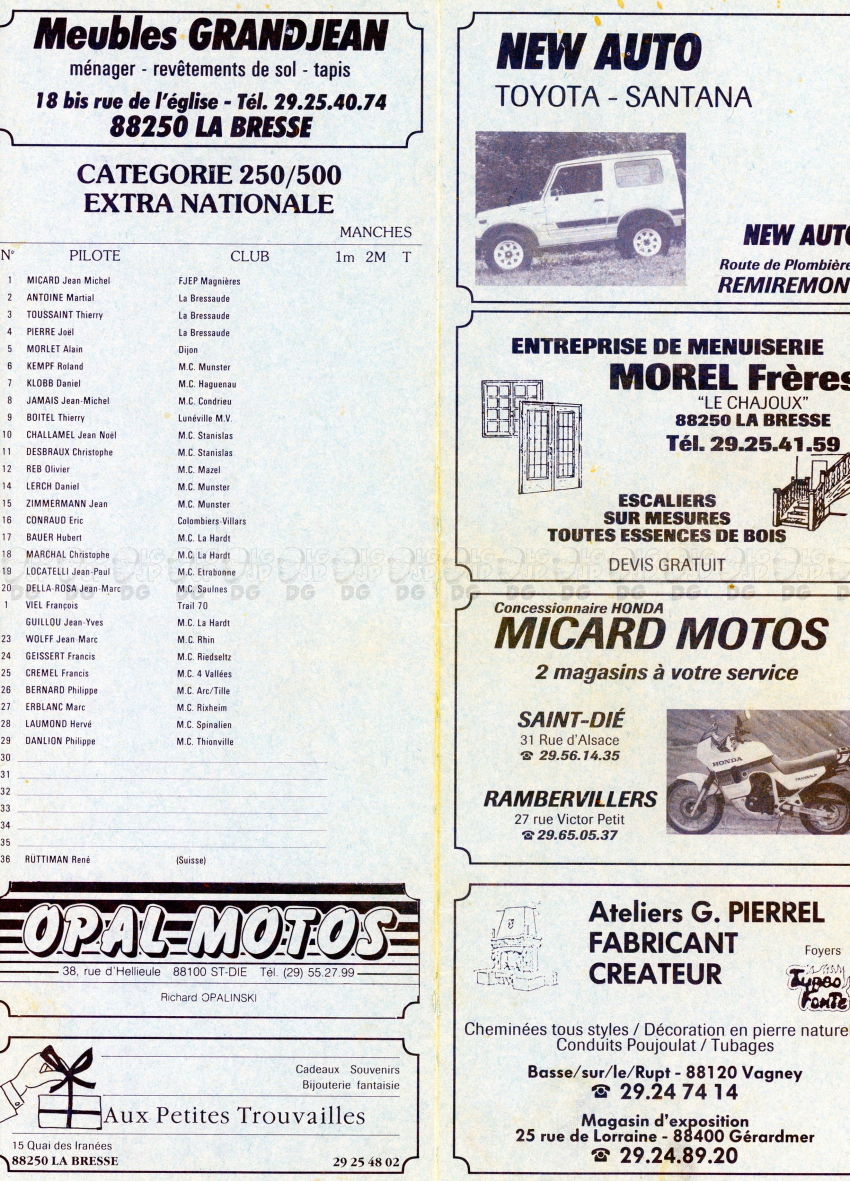 Meubles GRANDJEAN
ménager - revêtements de sol - tapis
18 bis rue de l'église - Tél. 29.25.40.74
88250 LA BRESSE
CATEGORIE 250/500
EXTRA NATIONALE
MANCHES
N° PILOTE CLUB 1m 2M T
1 MICARD Jean Michel FJEP Magnières
2 ANTOINE Martial La Bressaude
3 TOUSSAINT Thierry La Bressaude
4 PIERRE Joël La Bressaude
5 MORLET Alain Dijon
6 KEMPF Roland M.C. Munster
7 KLOBB Daniel M.C. Haguenau
8 JAMAIS Jean-Michel M.C. Condrieu
9 BOITEL Thierry Lunéville M.V.
10 CHALLAMEL Jean Noël M.C. Stanislas
11 DESBRAUX Christophe M.C. Stanislas
12 REB Olivier M.C. Mazel
14 LERCH Daniel M.C. Munster
15 ZIMMERMANN Jean M.C. Munster
16 CONRAUD Eric Colombiers-Villars
17 BAUER Hubert M.C. La Hardt
18 MARCHAL Christophe M.C. La Hardt
19 LOCATELLI Jean-Paul M.C. Etrabonne
20 DELLA-ROSA Jean-Marc M.C. Saulnes
1 VIEL François Trail 70
GUILLOU Jean-Yves M.C. La Hardt
23 WOLFF Jean-Marc M.C. Rhin
24 GEISSERT Francis M.C. Riedseltz
25 CREMEL Francis M.C. 4 Vallées
26 BERNARD Philippe M.C. Arc/Tille
27 ERBLANC Marc M.C. Rixheim
28 LAUMOND Hervé M.C. Spinalien
29 DANLION Philippe M.C. Thionville
30
31
32
33
34
35
36 RÜTTIMAN René (Suisse)
OPAL MOTOS
38, rue d'Hellieule 88100 ST-DIE Tél. (29) 55.27.99
Richard OPALINSKI
Cadeaux Souvenirs
Bijouterie fantaisie
Aux Petites Trouvailles
15 Quai des Iranées
88250 LA BRESSE 29 25 48 02
NEW AUTO
TOYOTA - SANTANA
NEW AUTO
Route de Plombière
REMIREMON
ENTREPRISE DE MENUISERIE
MOREL Frères
"LE CHAJOUX"
88250 LA BRESSE
Tél. 29.25.41.59
ESCALIERS
SUR MESURES
TOUTES ESSENCES DE BOIS
DEVIS GRATUIT
Concessionnaire HONDA
MICARD MOTOS
2 magasins à votre service
SAINT-DIÉ
31 Rue d'Alsace
☎ 29.56.14.35
HONDA
RAMBERVILLERS
27 rue Victor Petit
☎ 29.65.05.37
Ateliers G. PIERREL
FABRICANT
CREATEUR
Foyers
Turbo
Fonte
Cheminées tous styles / Décoration en pierre nature
Conduits Poujoulat / Tubages
Basse/sur/le/Rupt - 88120 Vagney
☎ 29.24 74 14
Magasin d'exposition
25 rue de Lorraine - 88400 Gérardmer
☎ 29.24.89.20